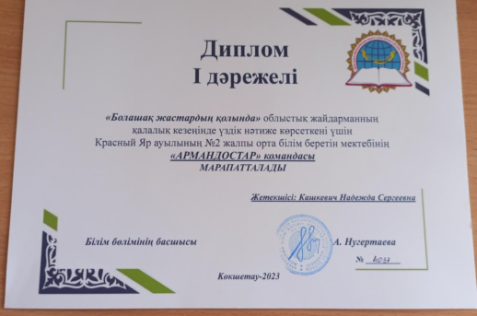 Диплом
І дәрежелі
«Болашақ жастардың қолында» облыстық жайдарманның
қалалық кезеңінде үздік нәтиже көрсеткені үшін
Красный Яр ауылының №2 жалпы орта білім беретін мектебінің
«АРМАНДОСТАР» командасы
МАРАПАТТАЛАДЫ
Жетекшісі: Кашкевич Надежда Сергеевна
Білім бөлімінің басшысы А. Нугертаева
№ 4057
Көкшетау-2023